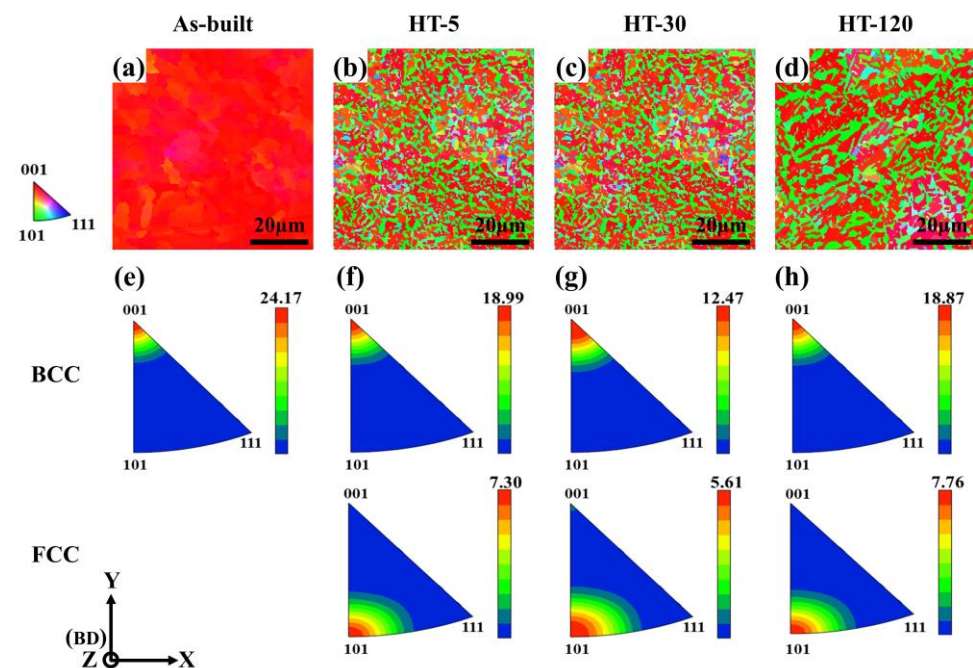 As-built HT-5 HT-30 HT-120
(a) (b) (c) (d)
001
101 111
20μm 20μm 20μm 20μm
(e) (f) (g) (h)
001 24.17 001 18.99 001 12.47 001 18.87
BCC
111 111 111 111
101 101 101 101
001 7.30 001 5.61 001 7.76
FCC
111 111 111
101 101 101
Y
(BD)
Z X